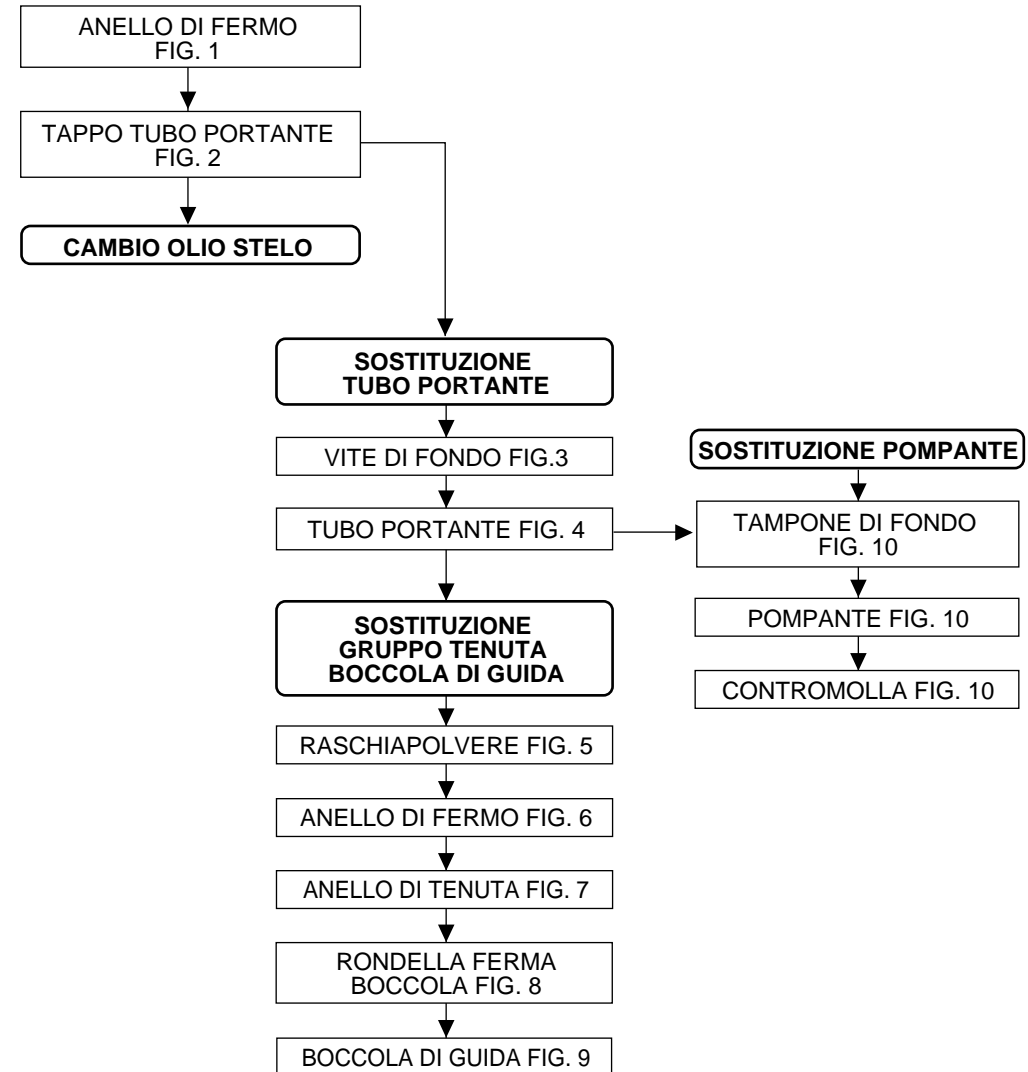 ANELLO DI FERMO
FIG. 1
TAPPO TUBO PORTANTE
FIG. 2
CAMBIO OLIO STELO
SOSTITUZIONE
TUBO PORTANTE
VITE DI FONDO FIG.3
TUBO PORTANTE FIG. 4
SOSTITUZIONE
GRUPPO TENUTA
BOCCOLA DI GUIDA
RASCHIAPOLVERE FIG. 5
ANELLO DI FERMO FIG. 6
ANELLO DI TENUTA FIG. 7
RONDELLA FERMA
BOCCOLA FIG. 8
BOCCOLA DI GUIDA FIG. 9
SOSTITUZIONE POMPANTE
TAMPONE DI FONDO
FIG. 10
POMPANTE FIG. 10
CONTROMOLLA FIG. 10